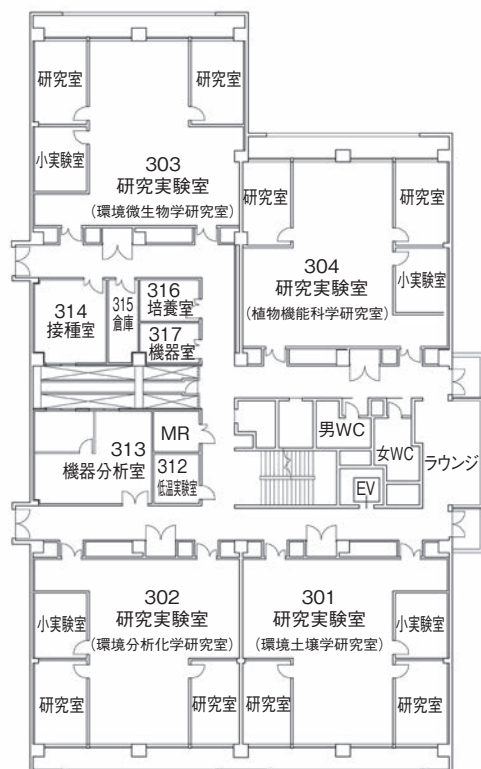 研究室
研究室
小実験室
303
研究実験室
（環境微生物学研究室）
研究室
研究室
304
研究実験室
（植物機能科学研究室）
小実験室
314
接種室
315
倉庫
316
培養室
317
機器室
313
機器分析室
MR
312
低温実験室
男WC
女WC
EV
ラウンジ
302
研究実験室
（環境分析化学研究室）
小実験室
研究室
研究室
301
研究実験室
（環境土壌学研究室）
小実験室
研究室
研究室